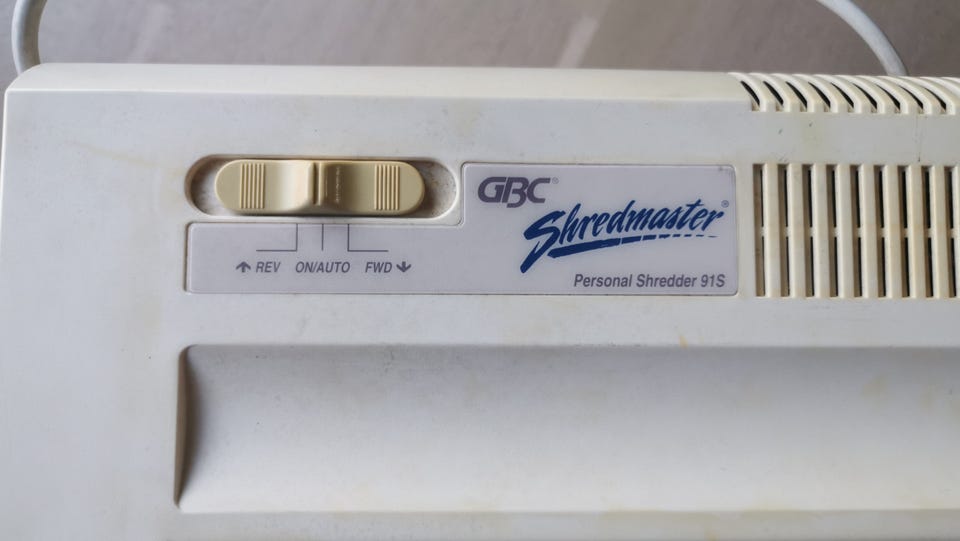 GBC®
Shredmaster®
Personal Shredder 91S
↑ REV ON/AUTO FWD ↓